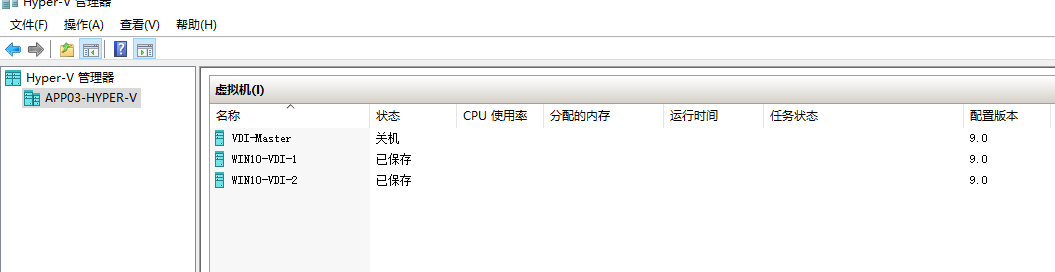 Hyper-V 管理器
文件(F) 操作(A) 查看(V) 帮助(H)
Hyper-V 管理器
APP03-HYPER-V
虚拟机(I)
名称 状态 CPU 使用率 分配的内存 运行时间 任务状态 配置版本
VDI-Master 关机 9.0
WIN10-VDI-1 已保存 9.0
WIN10-VDI-2 已保存 9.0